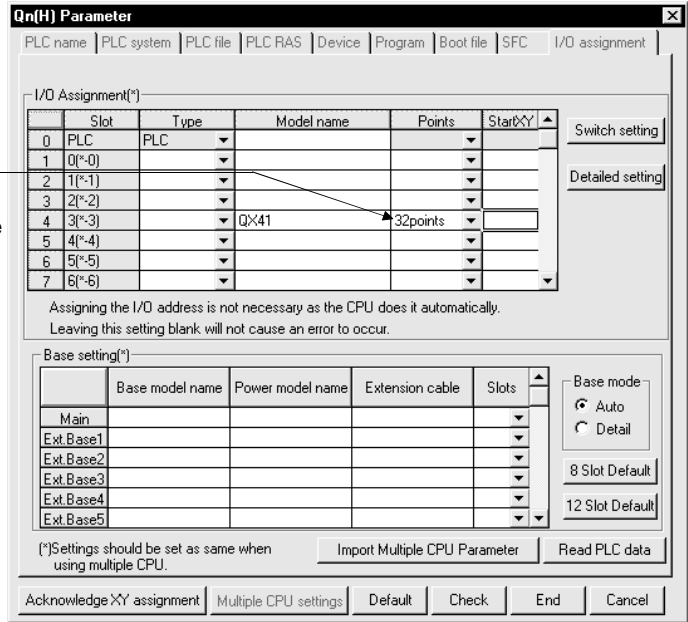 Qn(H) Parameter
PLC name PLC system PLC file PLC RAS Device Program Boot file SFC I/O assignment
I/O Assignment(*)
Slot Type Model name Points StartXY
0 PLC PLC
1 0(*-0)
2 1(*-1)
3 2(*-2)
4 3(*-3) QX41 32points
5 4(*-4)
6 5(*-5)
7 6(*-6)
Switch setting
Detailed setting
Assigning the I/O address is not necessary as the CPU does it automatically.
Leaving this setting blank will not cause an error to occur.
Base setting(*)
Base model name Power model name Extension cable Slots
Main
Ext.Base1
Ext.Base2
Ext.Base3
Ext.Base4
Ext.Base5
Base mode
Auto
Detail
8 Slot Default
12 Slot Default
(*)Settings should be set as same when
using multiple CPU.
Import Multiple CPU Parameter Read PLC data
Acknowledge XY assignment Multiple CPU settings Default Check End Cancel